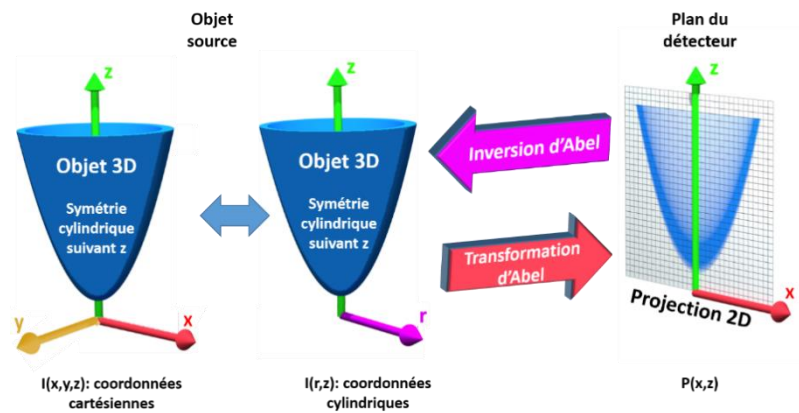 Objet
source
Plan du
détecteur
z
z
z
Objet 3D
Symétrie
cylindrique
suivant z
Objet 3D
Symétrie
cylindrique
suivant z
Inversion d'Abel
Transformation
d'Abel
y
x
r
x
Projection 2D
I(x,y,z): coordonnées
cartésiennes
I(r,z): coordonnées
cylindriques
P(x,z)